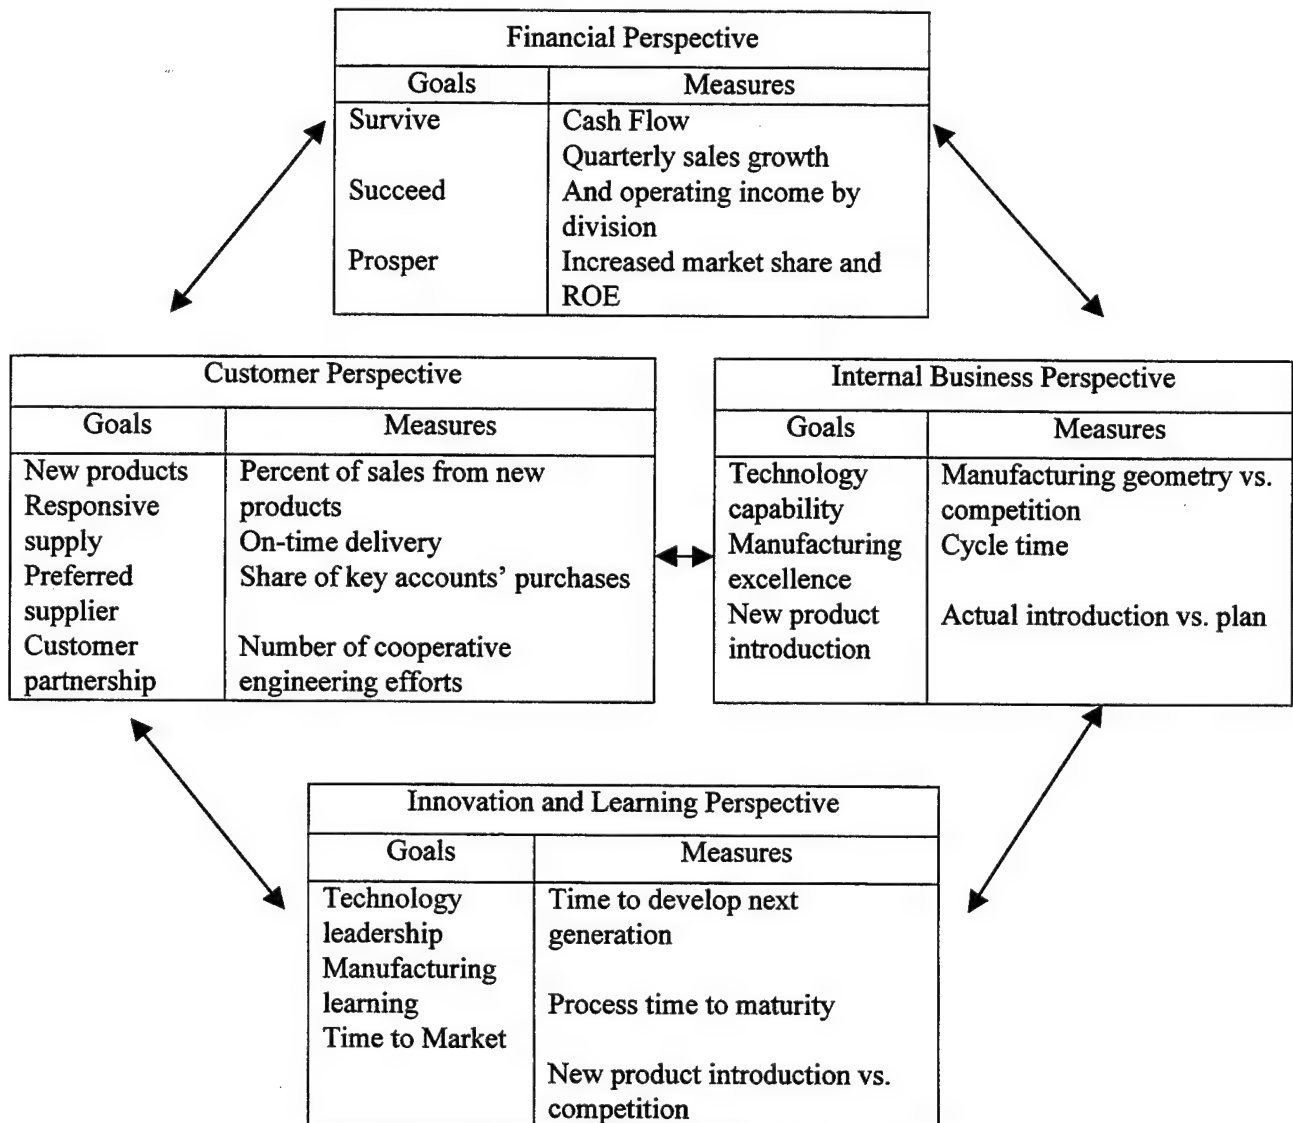 Financial Perspective
Goals Measures
Survive Cash Flow
Quarterly sales growth
Succeed And operating income by
division
Prosper Increased market share and
ROE
Customer Perspective
Goals Measures
New products Percent of sales from new
Responsive products
supply On-time delivery
Preferred Share of key accounts’ purchases
supplier
Customer Number of cooperative
partnership engineering efforts
Internal Business Perspective
Goals Measures
Technology Manufacturing geometry vs.
capability competition
Manufacturing Cycle time
excellence
New product Actual introduction vs. plan
introduction
Innovation and Learning Perspective
Goals Measures
Technology Time to develop next
leadership generation
Manufacturing
learning Process time to maturity
Time to Market
New product introduction vs.
competition